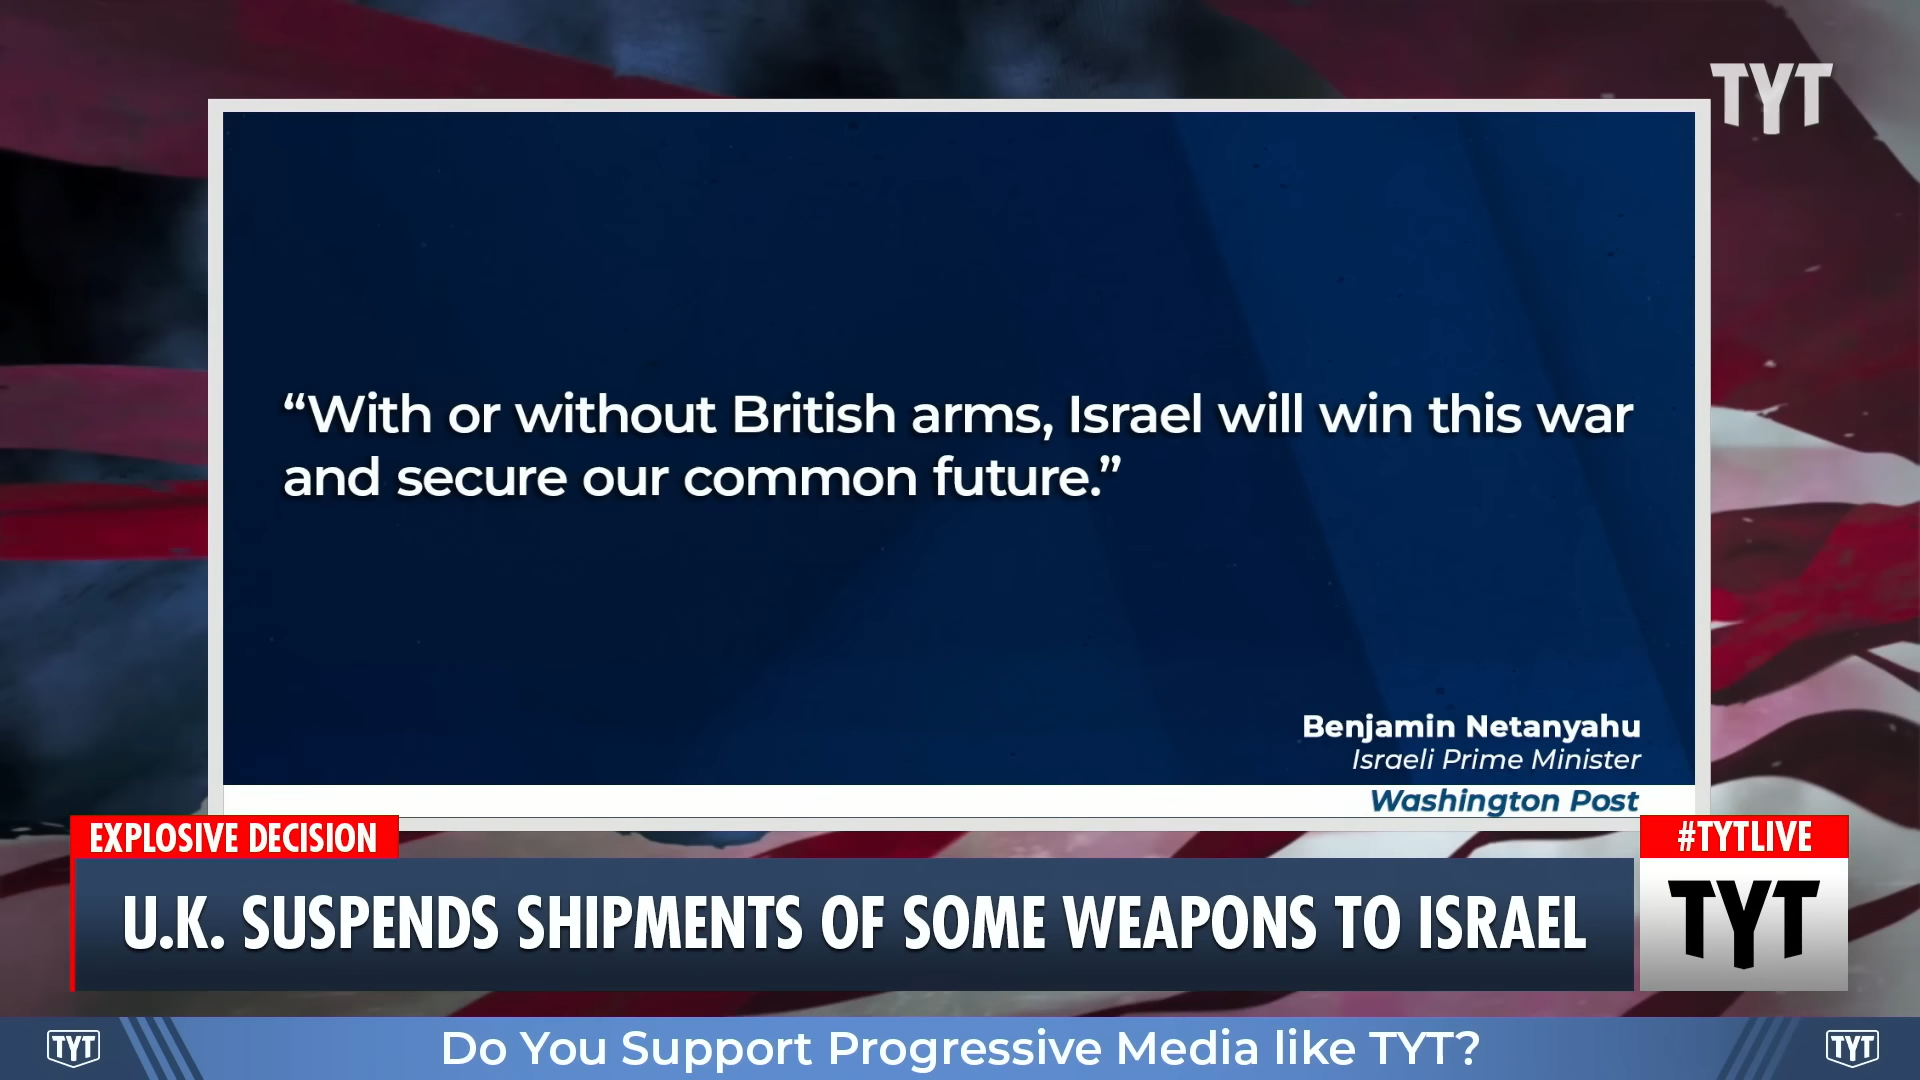 TYT
“With or without British arms, Israel will win this war
and secure our common future.”
Benjamin Netanyahu
Israeli Prime Minister
Washington Post
EXPLOSIVE DECISION
U.K. SUSPENDS SHIPMENTS OF SOME WEAPONS TO ISRAEL
#TYTLIVE
TYT
TYT
Do You Support Progressive Media like TYT?
TYT